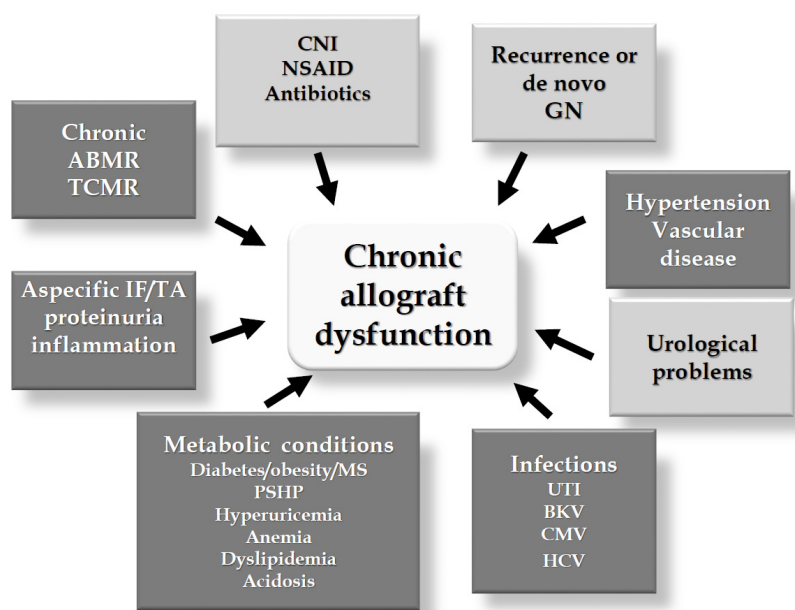 CNI
NSAID
Antibiotics
Recurrence or
de novo
GN
Chronic
ABMR
TCMR
Hypertension
Vascular
disease
Chronic
allograft
dysfunction
Aspecific IF/TA
proteinuria
inflammation
Urological
problems
Metabolic conditions
Diabetes/obesity/MS
PSHP
Hyperuricemia
Anemia
Dyslipidemia
Acidosis
Infections
UTI
BKV
CMV
HCV